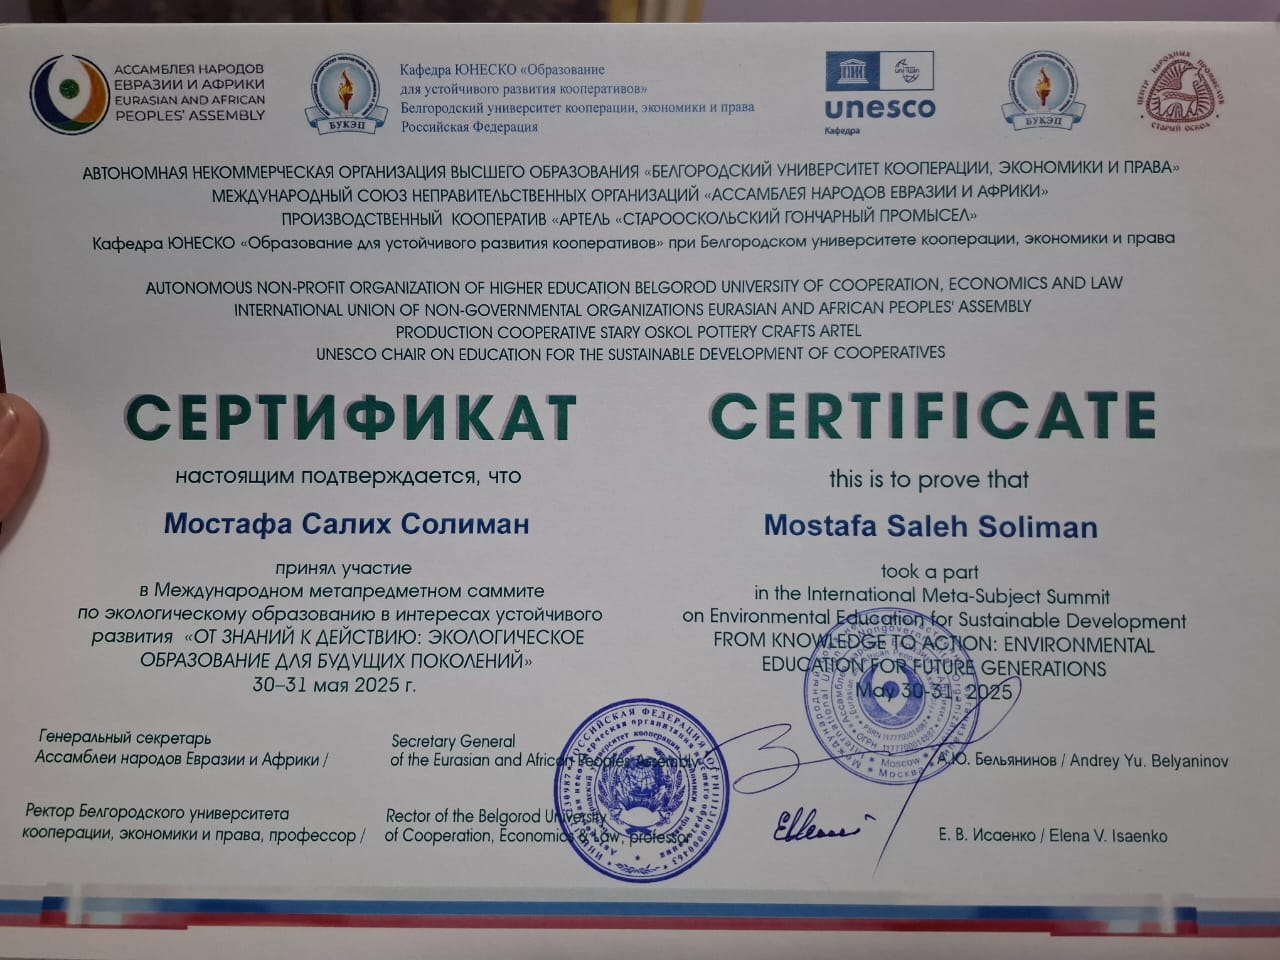 АССАМБЛЕЯ НАРОДОВ
ЕВРАЗИИ И АФРИКИ
EURASIAN AND AFRICAN
PEOPLES' ASSEMBLY
БУКЭП
Кафедра ЮНЕСКО «Образование
для устойчивого развития кооперативов»
Белгородский университет кооперации, экономики и права
Российская Федерация
unesco
Кафедра
БУКЭП
ЦЕНТР НАРОДНЫХ ПРОМЫСЛОВ
СТАРЫЙ ОСКОЛ
АВТОНОМНАЯ НЕКОММЕРЧЕСКАЯ ОРГАНИЗАЦИЯ ВЫСШЕГО ОБРАЗОВАНИЯ «БЕЛГОРОДСКИЙ УНИВЕРСИТЕТ КООПЕРАЦИИ, ЭКОНОМИКИ И ПРАВА»
МЕЖДУНАРОДНЫЙ СОЮЗ НЕПРАВИТЕЛЬСТВЕННЫХ ОРГАНИЗАЦИЙ «АССАМБЛЕЯ НАРОДОВ ЕВРАЗИИ И АФРИКИ»
ПРОИЗВОДСТВЕННЫЙ КООПЕРАТИВ «АРТЕЛЬ «СТАРООСКОЛЬСКИЙ ГОНЧАРНЫЙ ПРОМЫСЕЛ»
Кафедра ЮНЕСКО «Образование для устойчивого развития кооперативов» при Белгородском университете кооперации, экономики и права
AUTONOMOUS NON-PROFIT ORGANIZATION OF HIGHER EDUCATION BELGOROD UNIVERSITY OF COOPERATION, ECONOMICS AND LAW
INTERNATIONAL UNION OF NON-GOVERNMENTAL ORGANIZATIONS EURASIAN AND AFRICAN PEOPLES' ASSEMBLY
PRODUCTION COOPERATIVE STARY OSKOL POTTERY CRAFTS ARTEL
UNESCO CHAIR ON EDUCATION FOR THE SUSTAINABLE DEVELOPMENT OF COOPERATIVES
СЕРТИФИКАТ
настоящим подтверждается, что
Мостафа Салих Солиман
принял участие
в Международном метапредметном саммите
по экологическому образованию в интересах устойчивого
развития «ОТ ЗНАНИЙ К ДЕЙСТВИЮ: ЭКОЛОГИЧЕСКОЕ
ОБРАЗОВАНИЕ ДЛЯ БУДУЩИХ ПОКОЛЕНИЙ»
30–31 мая 2025 г.
CERTIFICATE
this is to prove that
Mostafa Saleh Soliman
took a part
in the International Meta-Subject Summit
on Environmental Education for Sustainable Development
FROM KNOWLEDGE TO ACTION: ENVIRONMENTAL
EDUCATION FOR FUTURE GENERATIONS
May 30-31, 2025
Генеральный секретарь
Ассамблеи народов Евразии и Африки /
Secretary General
of the Eurasian and African Peoples' Assembly
А.Ю. Бельянинов / Andrey Yu. Belyaninov
Ректор Белгородского университета
кооперации, экономики и права, профессор /
Rector of the Belgorod University
of Cooperation, Economics & Law, professor
Е. В. Исаенко / Elena V. Isaenko
Moscow
Москва